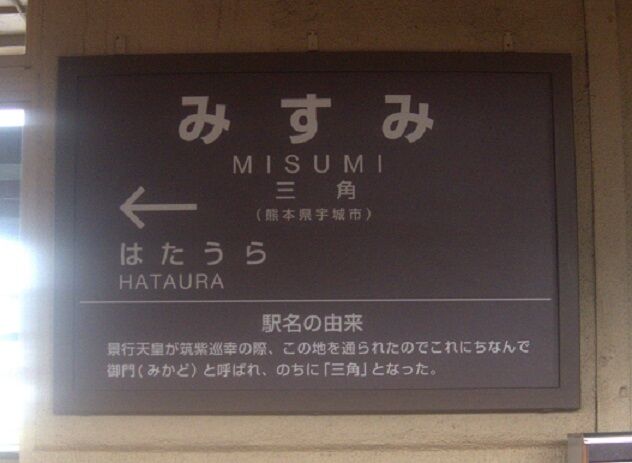 みすみ
MISUMI
三角
(熊本県宇城市)
←
はたうら
HATAURA
駅名の由来
景行天皇が筑紫巡幸の際、この地を通られたのでこれにちなんで
御門(みかど)と呼ばれ、のちに「三角」となった。